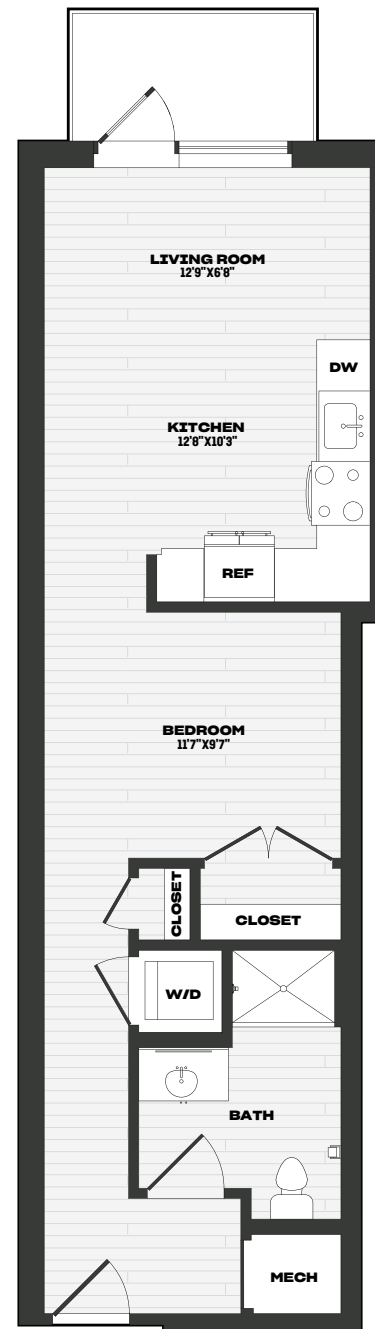 LIVING ROOM
12'9"X6'8"
DW
KITCHEN
12'8"X10'3"
REF
BEDROOM
11'7"X9'7"
CLOSET
CLOSET
W/D
BATH
MECH